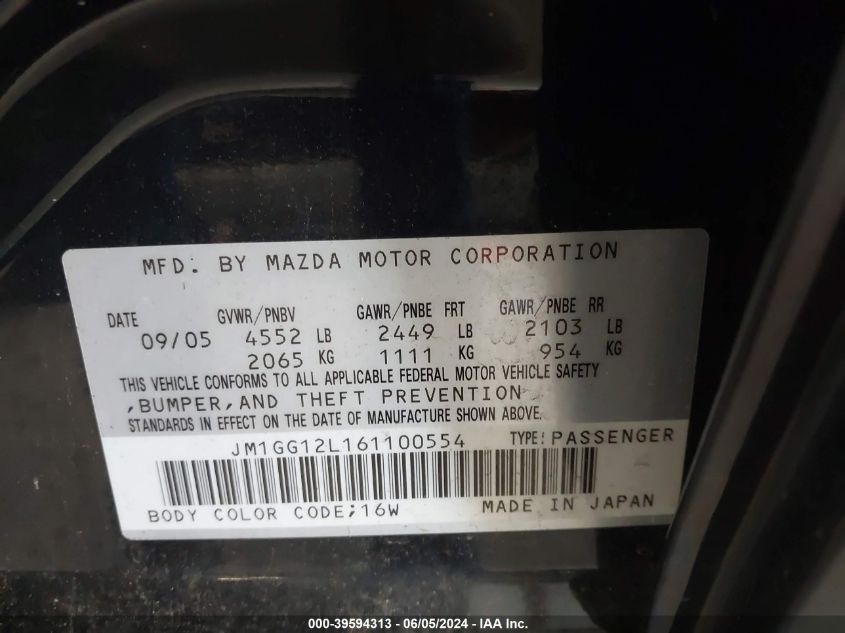 MFD. BY MAZDA MOTOR CORPORATION
DATE GVWR/PNBV GAWR/PNBE FRT GAWR/PNBE RR
09/05 4552 LB 2449 LB 2103 LB
2065 KG 1111 KG 954 KG
THIS VEHICLE CONFORMS TO ALL APPLICABLE FEDERAL MOTOR VEHICLE SAFETY
,BUMPER,AND THEFT PREVENTION
STANDARDS IN EFFECT ON THE DATE OF MANUFACTURE SHOWN ABOVE.
JM1GG12L161100554 TYPE: PASSENGER
BODY COLOR CODE;16W MADE IN JAPAN
000-39594313 - 06/05/2024 - IAA Inc.